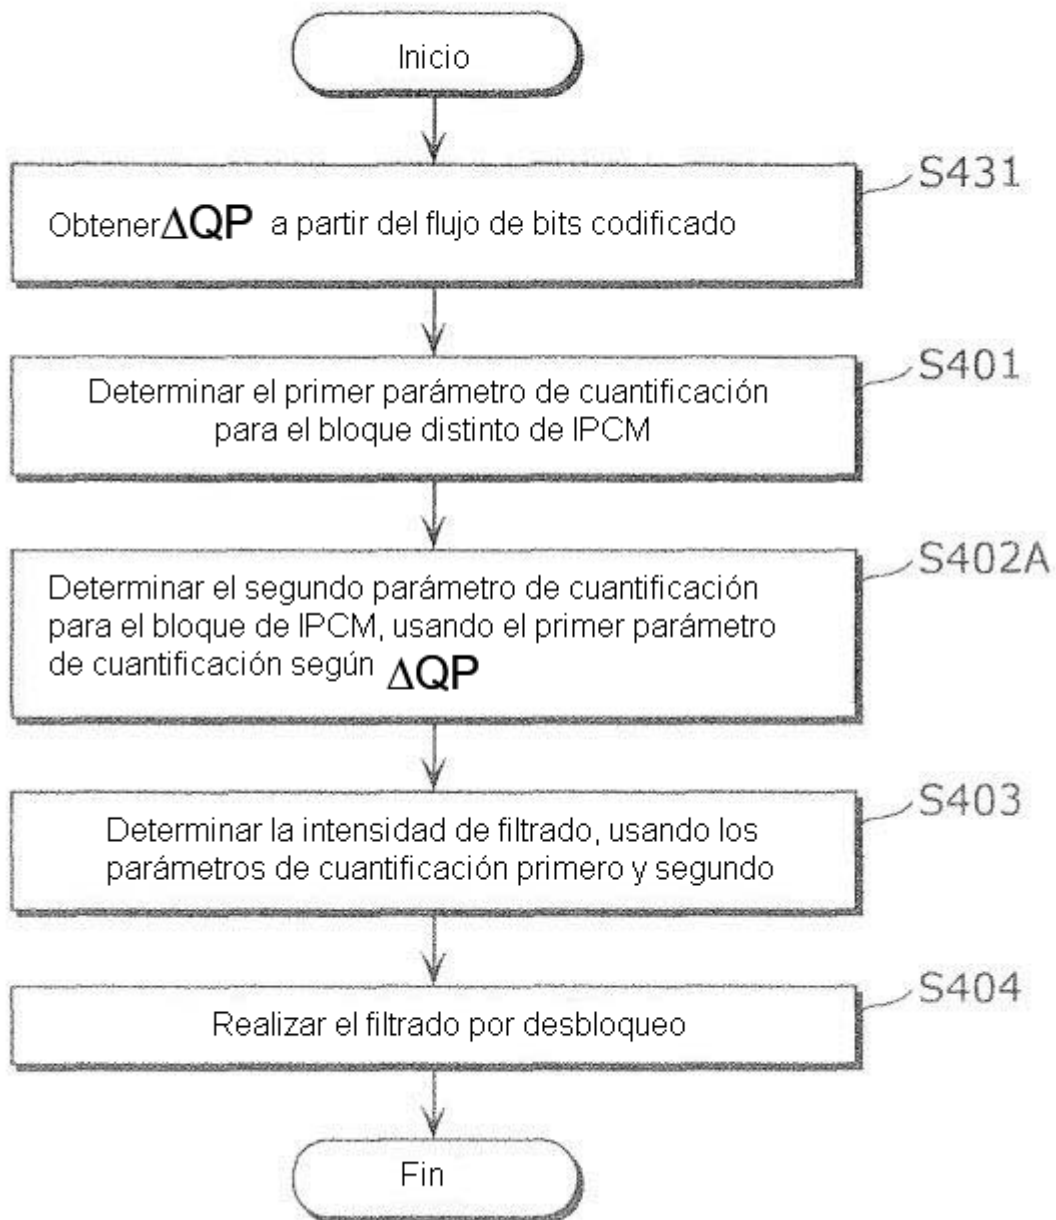 Inicio
S431
Obtener ΔQP a partir del flujo de bits codificado
S401
Determinar el primer parámetro de cuantificación
para el bloque distinto de IPCM
S402A
Determinar el segundo parámetro de cuantificación
para el bloque de IPCM, usando el primer parámetro
de cuantificación según ΔQP
S403
Determinar la intensidad de filtrado, usando los
parámetros de cuantificación primero y segundo
S404
Realizar el filtrado por desbloqueo
Fin